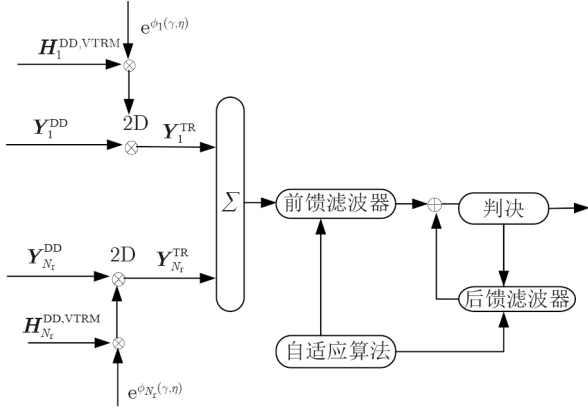 e^{ϕ_1(γ,η)}
H_1^{DD,VTRM}
2D
Y_1^{DD}
Y_1^{TR}
Σ
前馈滤波器
判决
Y_{N_r}^{DD}
2D
Y_{N_r}^{TR}
后馈滤波器
H_{N_r}^{DD,VTRM}
自适应算法
e^{ϕ_{N_r}(γ,η)}